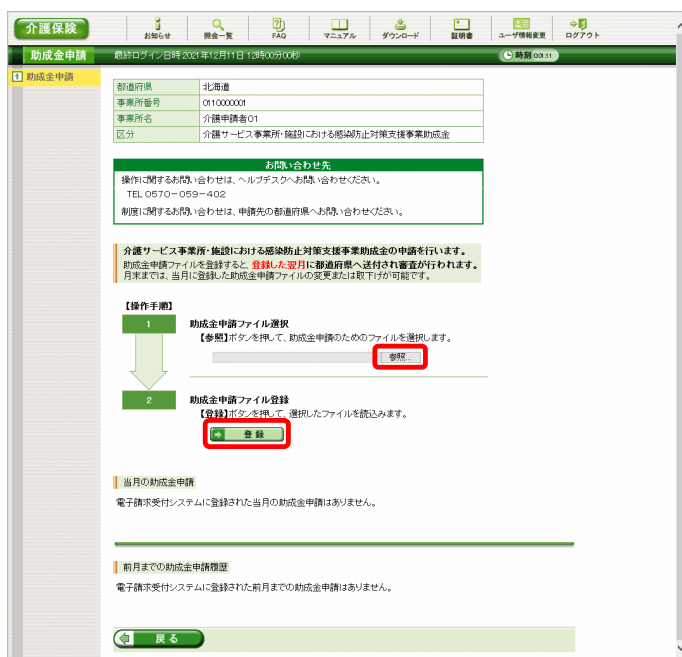 介護保険
お知らせ
照会一覧
FAQ
マニュアル
ダウンロード
証明書
ユーザ情報変更
ログアウト
助成金申請
最終ログイン日時 2021年12月11日 12時00分00秒
時刻 00:11
1 助成金申請
都道府県 北海道
事業所番号 011000001
事業所名 介護申請者01
区分 介護サービス事業所・施設における感染防止対策支援事業助成金
お問い合わせ先
操作に関するお問い合わせは、ヘルプデスクへお問い合わせください。
TEL 0570-059-402
制度に関するお問い合わせは、申請先の都道府県へお問い合わせください。
介護サービス事業所・施設における感染防止対策支援事業助成金の申請を行います。
助成金申請ファイルを登録すると、登録した翌月に都道府県へ送付され審査が行われます。
月末までは、当月に登録した助成金申請ファイルの変更または取下げが可能です。
【操作手順】
1 助成金申請ファイル選択
【参照】ボタンを押して、助成金申請のためのファイルを選択します。
参照...
2 助成金申請ファイル登録
【登録】ボタンを押して、選択したファイルを読込みます。
登録
当月の助成金申請
電子請求受付システムに登録された当月の助成金申請はありません。
前月までの助成金申請履歴
電子請求受付システムに登録された前月までの助成金申請はありません。
戻る